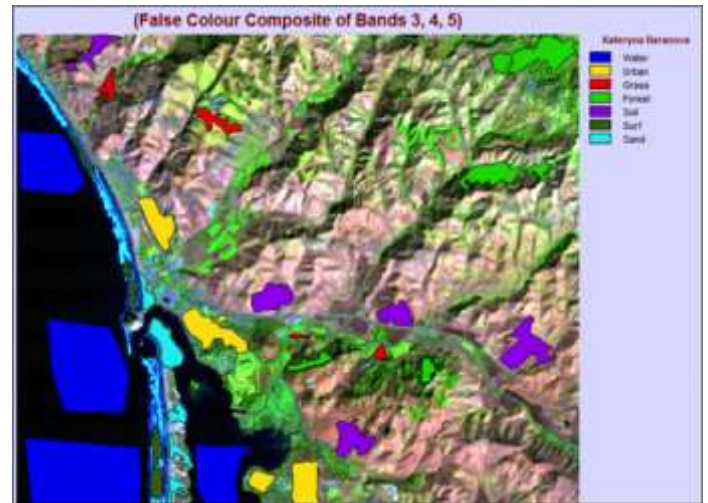 (False Colour Composite of Bands 3, 4, 5)
Kateryna Baranova
Water
Urban
Grass
Forest
Soil
Surf
Sand